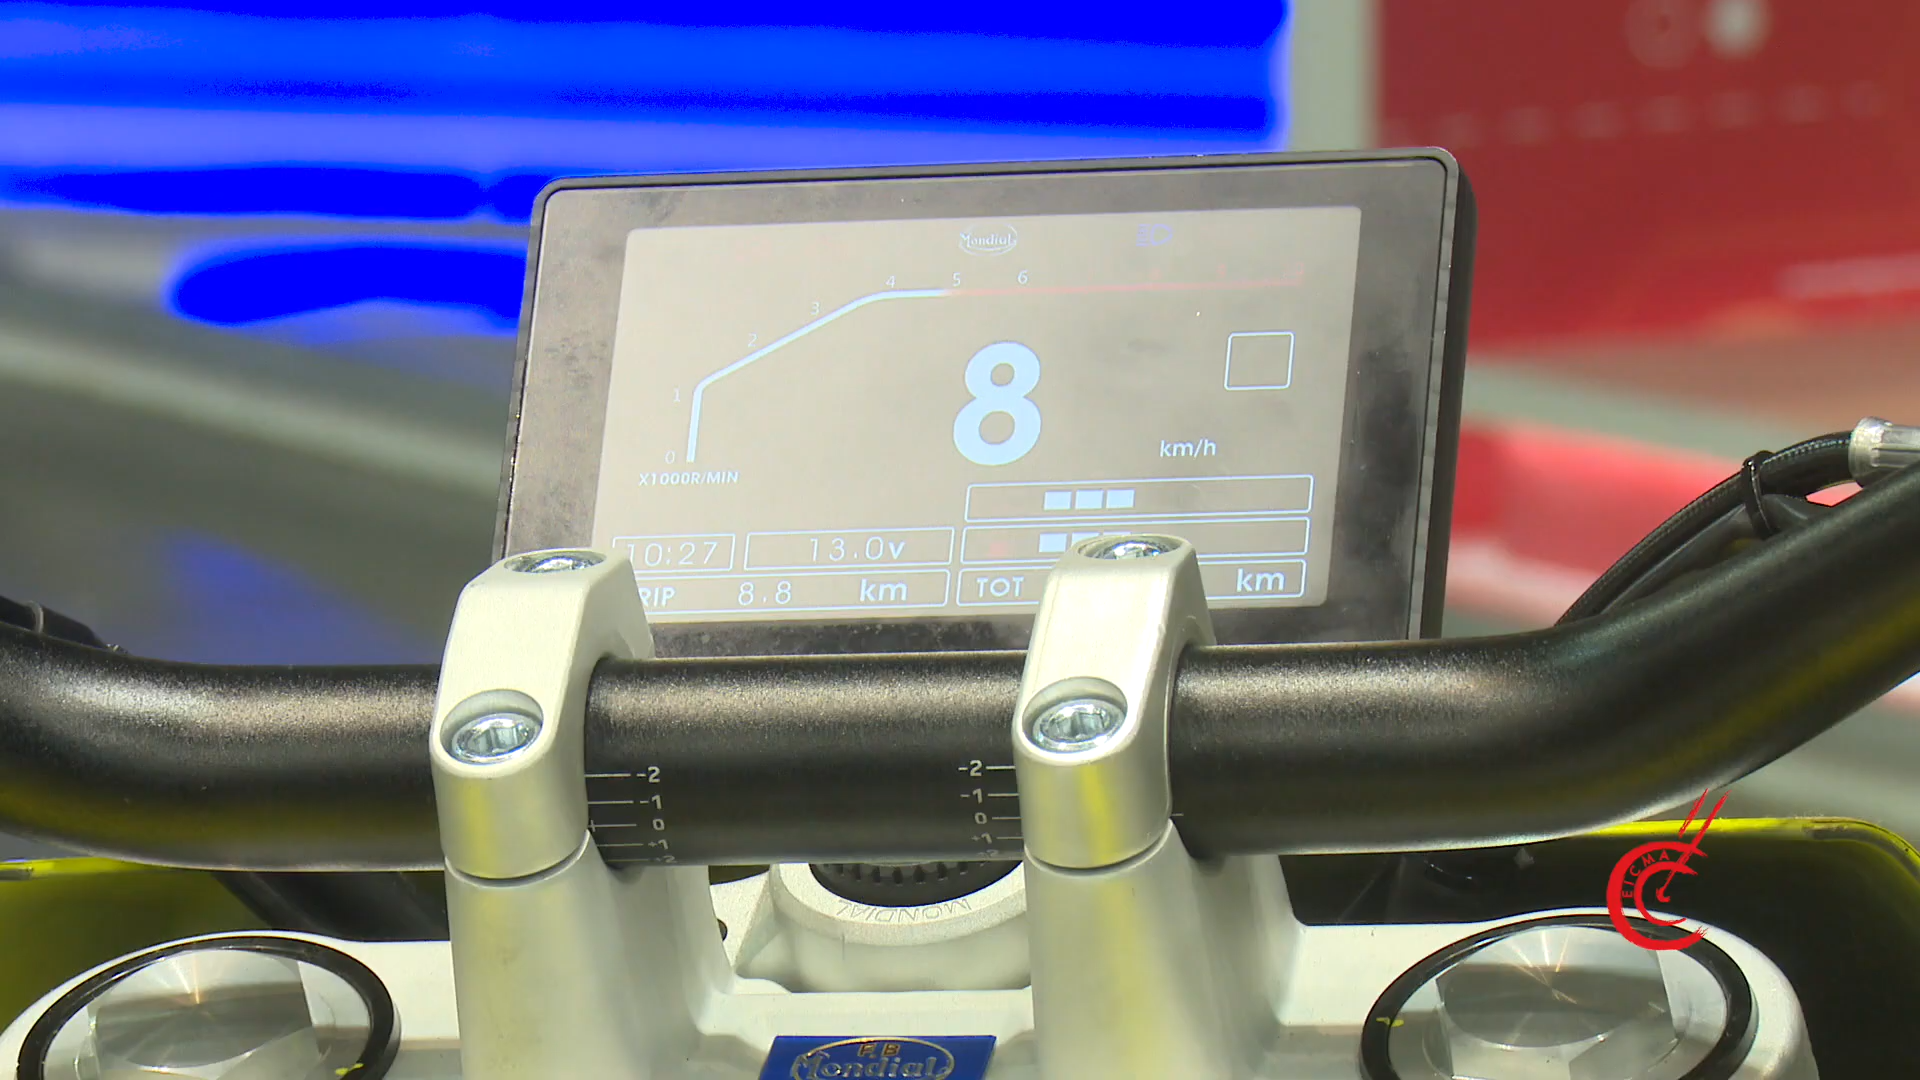 Mondial
4 5 6
3
2
1
0
8
km/h
X1000R/MIN
10:27 13.0v
RIP 8.8 km TOT km
-2 -2
-1 -1
0 0
+1 +1
MONDIAL
EICMA
F.B
Mondial